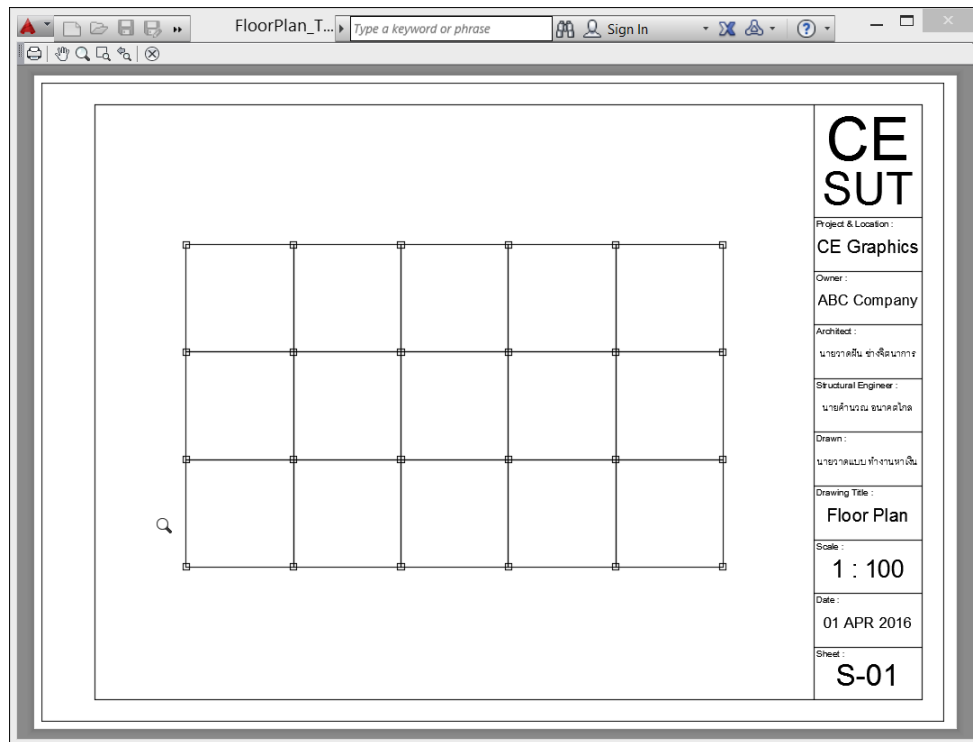 FloorPlan_T...
Type a keyword or phrase
Sign In
CE
SUT
Project & Location :
CE Graphics
Owner :
ABC Company
Architect :
นายวาดฝัน ช่างจิตนาการ
Structural Engineer :
นายคำนวณ อนาคตไกล
Drawn :
นายวาดแบบ ทำงานหาเงิน
Drawing Title :
Floor Plan
Scale :
1 : 100
Date :
01 APR 2016
Sheet :
S-01